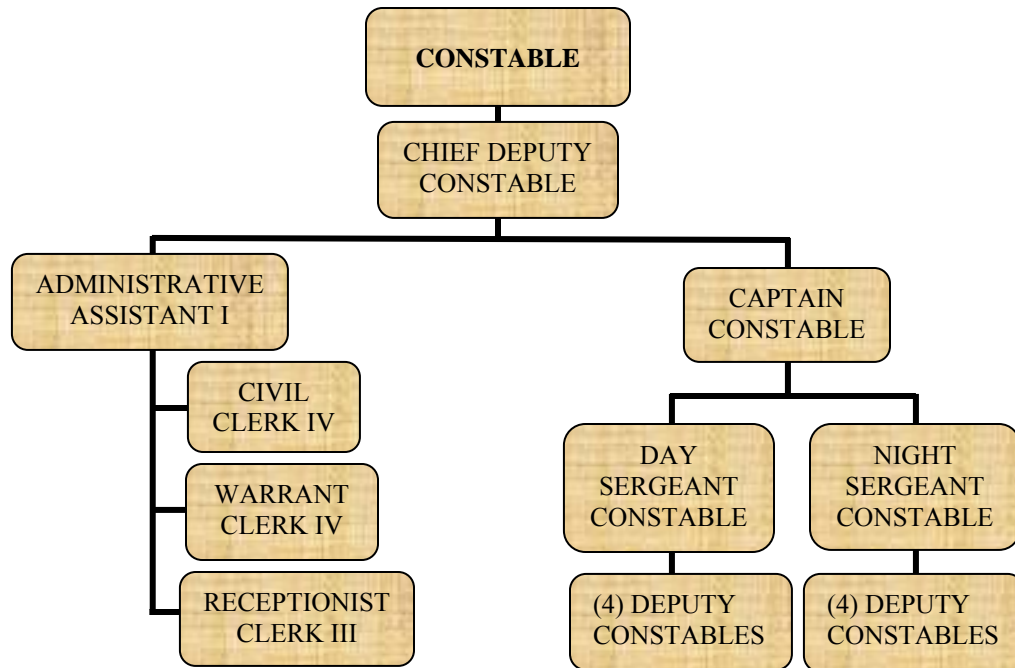 CONSTABLE
CHIEF DEPUTY
CONSTABLE
ADMINISTRATIVE
ASSISTANT I
CIVIL
CLERK IV
WARRANT
CLERK IV
RECEPTIONIST
CLERK III
CAPTAIN
CONSTABLE
DAY
SERGEANT
CONSTABLE
(4) DEPUTY
CONSTABLES
NIGHT
SERGEANT
CONSTABLE
(4) DEPUTY
CONSTABLES